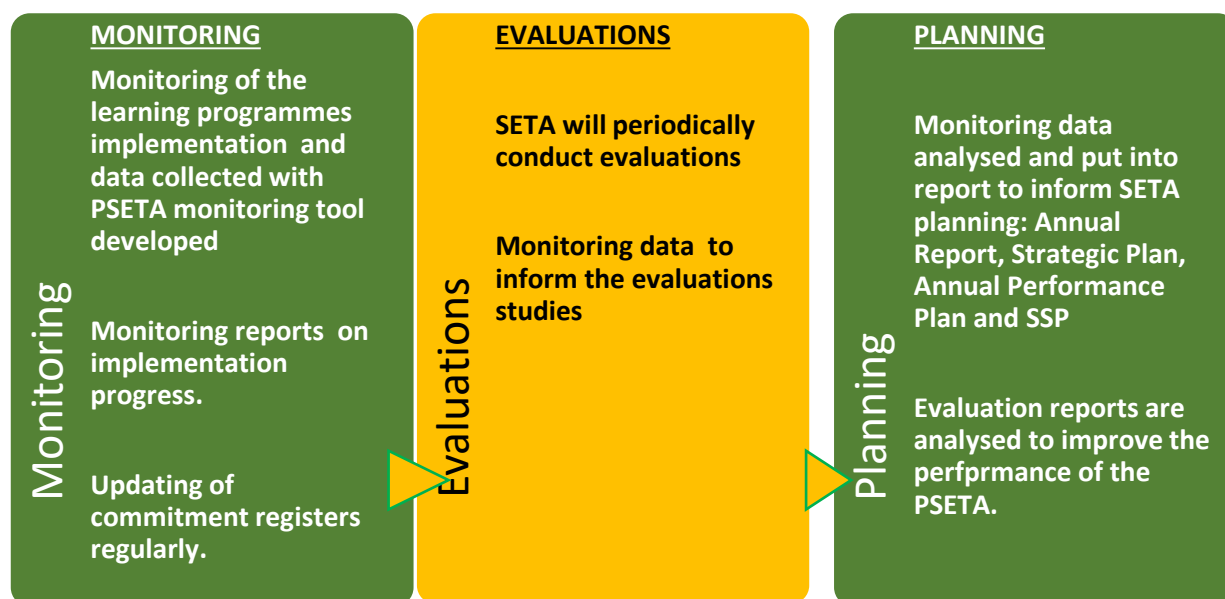 MONITORING
Monitoring of the
learning programmes
implementation and
data collected with
PSETA monitoring tool
developed
Monitoring reports on
implementation
progress.
Updating of
commitment registers
regularly.
Monitoring
EVALUATIONS
SETA will periodically
conduct evaluations
Monitoring data to
inform the evaluations
studies
Evaluations
PLANNING
Monitoring data
analysed and put into
report to inform SETA
planning: Annual
Report, Strategic Plan,
Annual Performance
Plan and SSP
Evaluation reports are
analysed to improve the
perfprmance of the
PSETA.
Planning